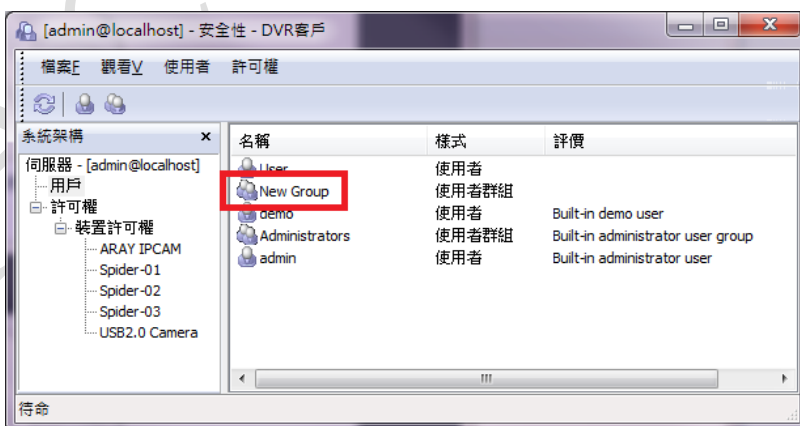 [admin@localhost] - 安全性 - DVR客戶
檔案F 觀看V 使用者 許可權
系統架構 x
名稱 樣式 評價
伺服器 - [admin@localhost]
用戶
許可權
裝置許可權
ARAY IPCAM
Spider-01
Spider-02
Spider-03
USB2.0 Camera
User 使用者
New Group 使用者群組
demo 使用者 Built-in demo user
Administrators 使用者群組 Built-in administrator user group
admin 使用者 Built-in administrator user
待命